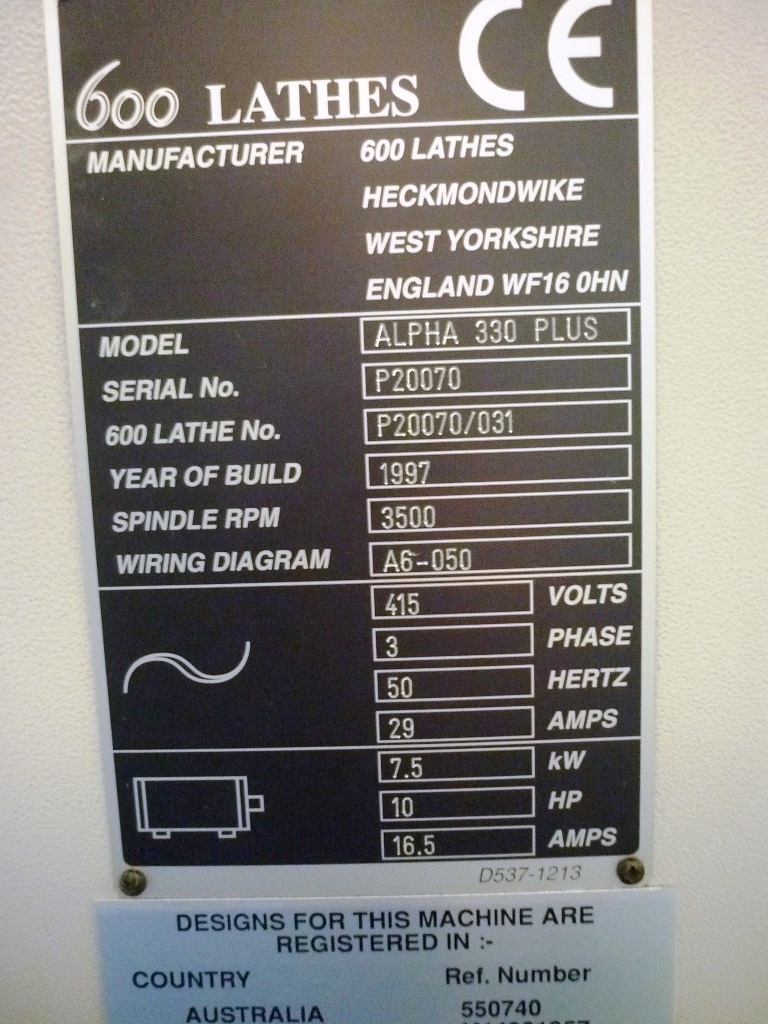 CE
600 LATHES
MANUFACTURER 600 LATHES
HECKMONDWIKE
WEST YORKSHIRE
ENGLAND WF16 0HN
MODEL ALPHA 330 PLUS
SERIAL No. P20070
600 LATHE No. P20070/031
YEAR OF BUILD 1997
SPINDLE RPM 3500
WIRING DIAGRAM A6-050
415 VOLTS
3 PHASE
50 HERTZ
29 AMPS
7.5 kW
10 HP
16.5 AMPS
D537-1213
DESIGNS FOR THIS MACHINE ARE
REGISTERED IN :-
COUNTRY Ref. Number
AUSTRALIA 550740